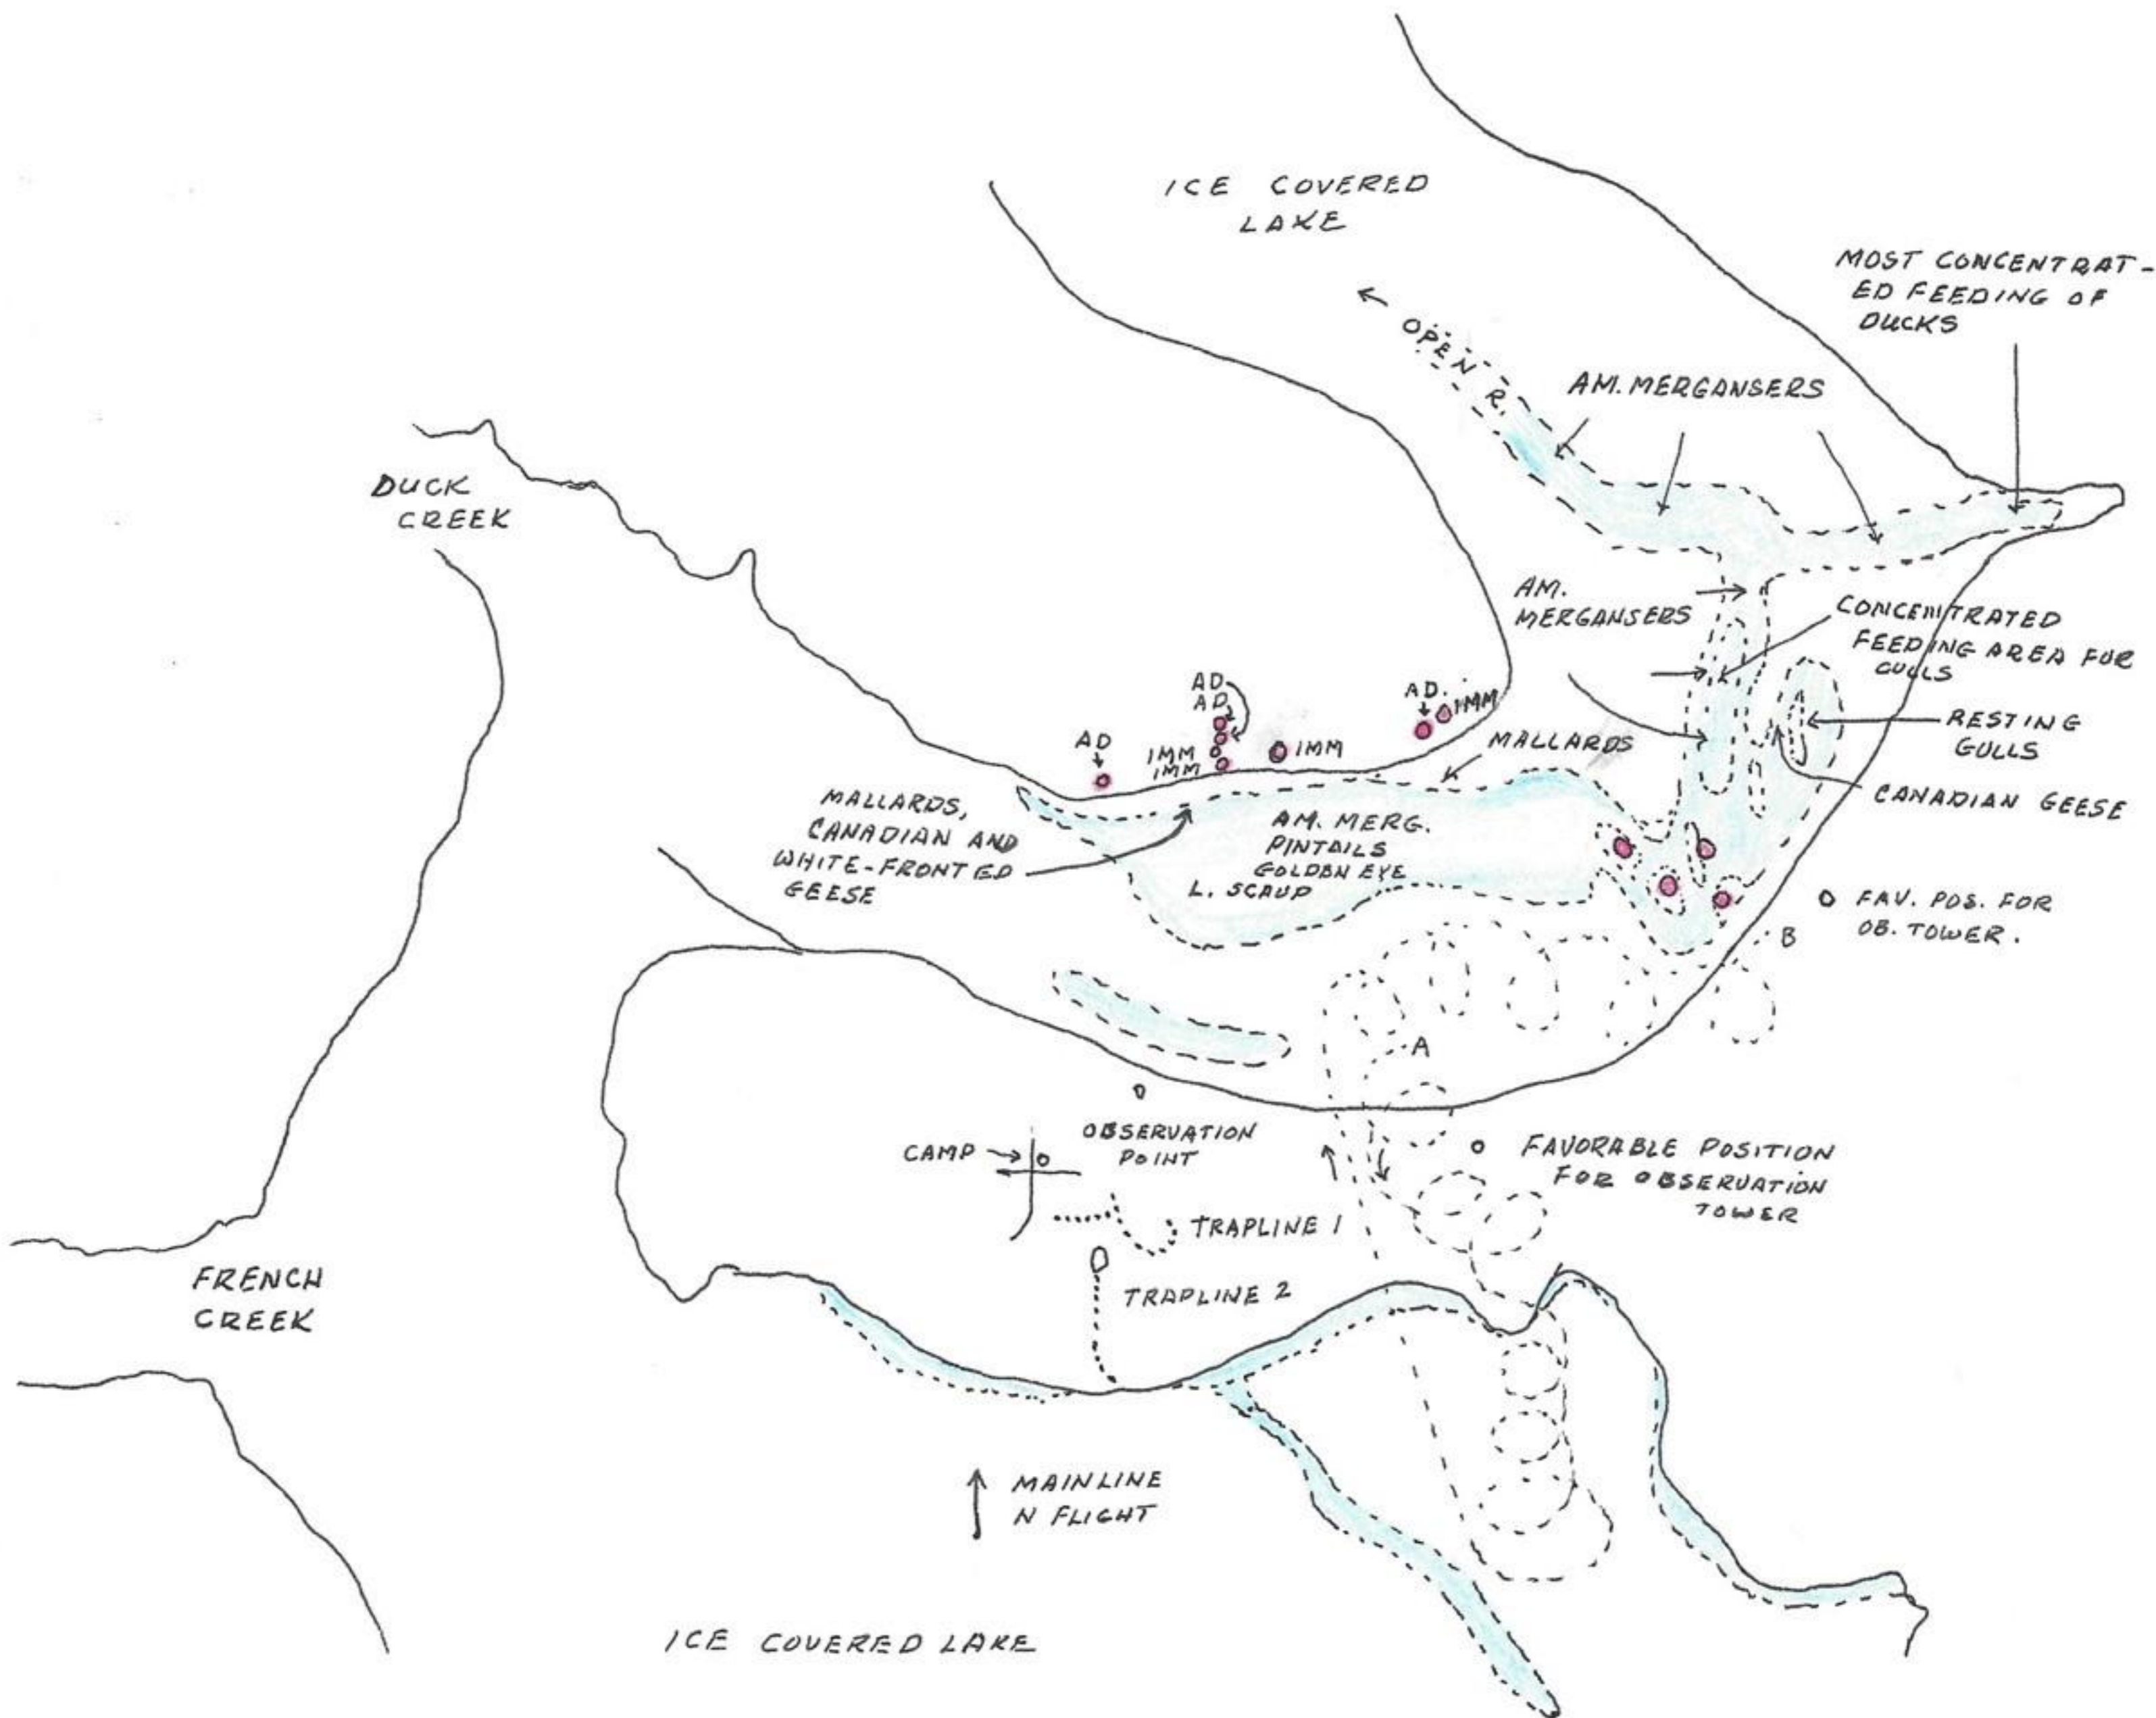 ICE COVERED
LAKE
MOST CONCENTRAT-
ED FEEDING OF
DUCKS
OPEN R.
AM. MERGANSERS
DUCK
CREEK
AM.
MERGANSERS
CONCENTRATED
FEEDING AREA FOR
GULLS
AD
AD
IMM
IMM
AD
IMM
AD.
IMM
MALLARDS
RESTING
GULLS
CANADIAN GEESE
MALLARDS,
CANADIAN AND
WHITE-FRONTED
GEESE
AM. MERG.
PINTAILS
GOLDEN EYE
L. SCAUP
FAV. POS. FOR
OB. TOWER.
B
A
OBSERVATION
POINT
CAMP
FAVORABLE POSITION
FOR OBSERVATION
TOWER
TRAPLINE 1
TRAPLINE 2
FRENCH
CREEK
MAINLINE
N FLIGHT
ICE COVERED LAKE